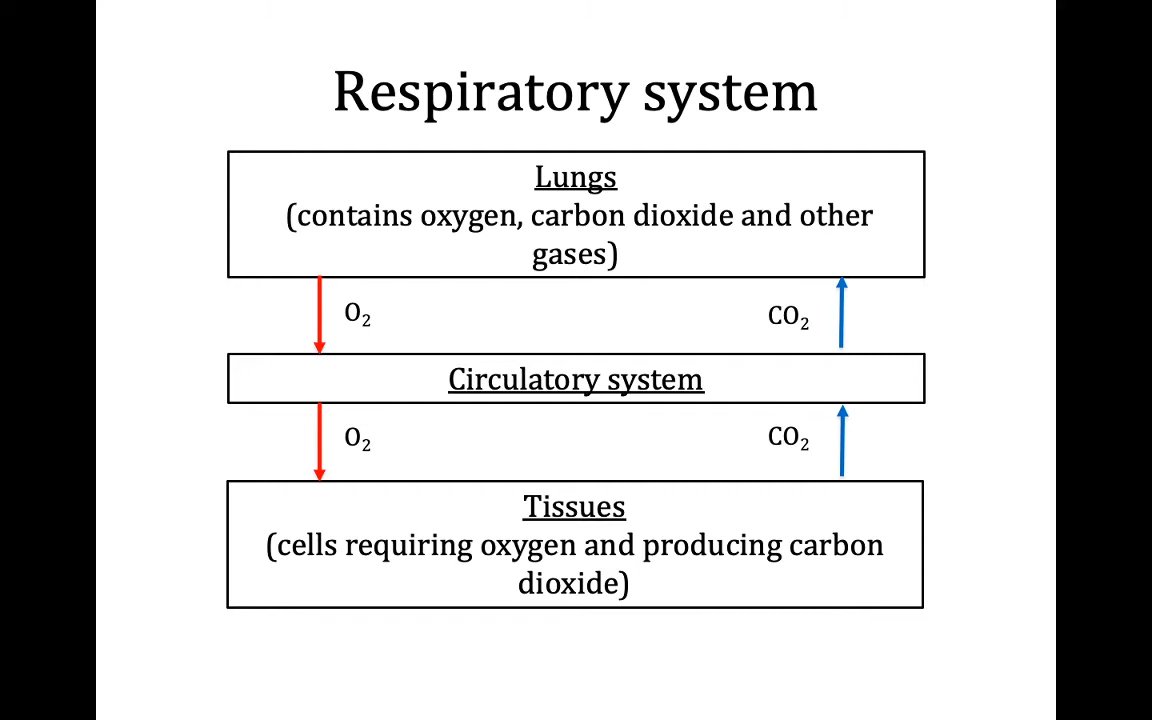 Respiratory system
Lungs
(contains oxygen, carbon dioxide and other
gases)
O₂
CO₂
Circulatory system
O₂
CO₂
Tissues
(cells requiring oxygen and producing carbon
dioxide)